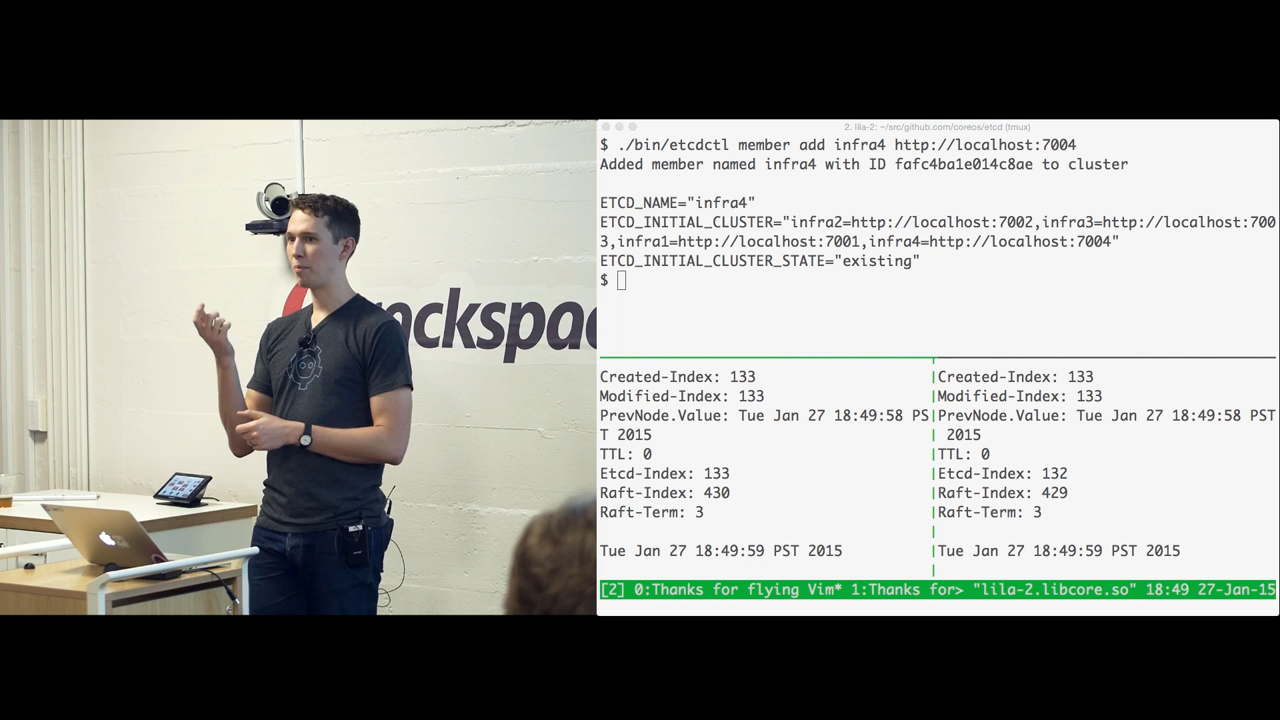 ackspac
2. lila-2: ~/src/github.com/coreos/etcd (tmux)
$ ./bin/etcdctl member add infra4 http://localhost:7004
Added member named infra4 with ID fafc4ba1e014c8ae to cluster
ETCD_NAME="infra4"
ETCD_INITIAL_CLUSTER="infra2=http://localhost:7002,infra3=http://localhost:700
3,infra1=http://localhost:7001,infra4=http://localhost:7004"
ETCD_INITIAL_CLUSTER_STATE="existing"
$
Created-Index: 133
Modified-Index: 133
PrevNode.Value: Tue Jan 27 18:49:58 PS
T 2015
TTL: 0
Etcd-Index: 133
Raft-Index: 430
Raft-Term: 3
Tue Jan 27 18:49:59 PST 2015
Created-Index: 133
Modified-Index: 133
PrevNode.Value: Tue Jan 27 18:49:58 PST
2015
TTL: 0
Etcd-Index: 132
Raft-Index: 429
Raft-Term: 3
Tue Jan 27 18:49:59 PST 2015
[2] 0:Thanks for flying Vim* 1:Thanks for> "lila-2.libcore.so" 18:49 27-Jan-15